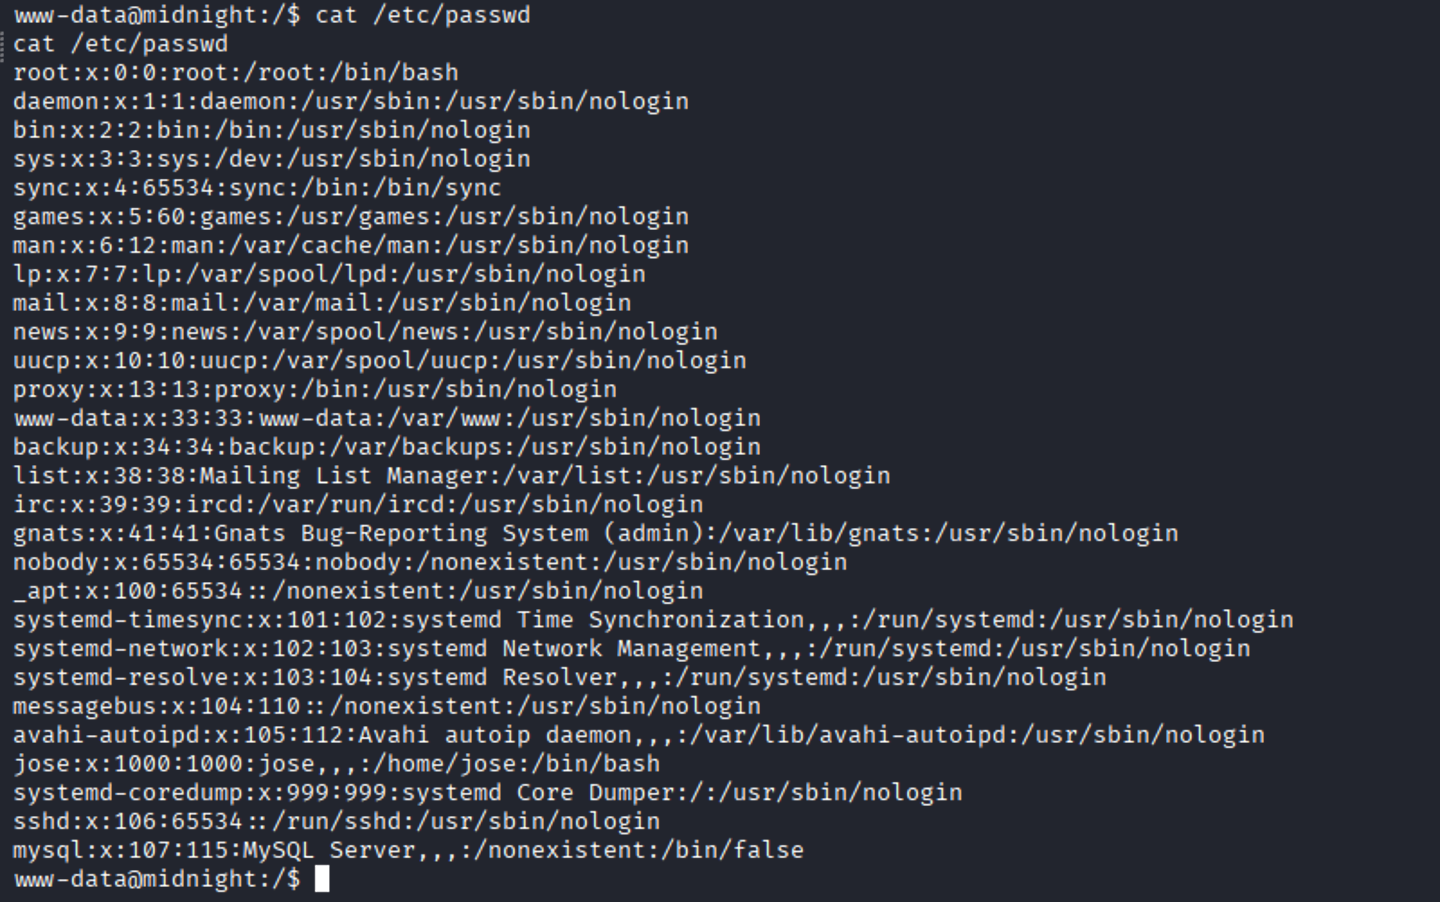 www-data@midnight:/$ cat /etc/passwd
cat /etc/passwd
root:x:0:0:root:/root:/bin/bash
daemon:x:1:1:daemon:/usr/sbin:/usr/sbin/nologin
bin:x:2:2:bin:/bin:/usr/sbin/nologin
sys:x:3:3:sys:/dev:/usr/sbin/nologin
sync:x:4:65534:sync:/bin:/bin/sync
games:x:5:60:games:/usr/games:/usr/sbin/nologin
man:x:6:12:man:/var/cache/man:/usr/sbin/nologin
lp:x:7:7:lp:/var/spool/lpd:/usr/sbin/nologin
mail:x:8:8:mail:/var/mail:/usr/sbin/nologin
news:x:9:9:news:/var/spool/news:/usr/sbin/nologin
uucp:x:10:10:uucp:/var/spool/uucp:/usr/sbin/nologin
proxy:x:13:13:proxy:/bin:/usr/sbin/nologin
www-data:x:33:33:www-data:/var/www:/usr/sbin/nologin
backup:x:34:34:backup:/var/backups:/usr/sbin/nologin
list:x:38:38:Mailing List Manager:/var/list:/usr/sbin/nologin
irc:x:39:39:ircd:/var/run/ircd:/usr/sbin/nologin
gnats:x:41:41:Gnats Bug-Reporting System (admin):/var/lib/gnats:/usr/sbin/nologin
nobody:x:65534:65534:nobody:/nonexistent:/usr/sbin/nologin
_apt:x:100:65534::/nonexistent:/usr/sbin/nologin
systemd-timesync:x:101:102:systemd Time Synchronization,,,:/run/systemd:/usr/sbin/nologin
systemd-network:x:102:103:systemd Network Management,,,:/run/systemd:/usr/sbin/nologin
systemd-resolve:x:103:104:systemd Resolver,,,:/run/systemd:/usr/sbin/nologin
messagebus:x:104:110::/nonexistent:/usr/sbin/nologin
avahi-autoipd:x:105:112:Avahi autoip daemon,,,:/var/lib/avahi-autoipd:/usr/sbin/nologin
jose:x:1000:1000:jose,,,:/home/jose:/bin/bash
systemd-coredump:x:999:999:systemd Core Dumper:/:/usr/sbin/nologin
sshd:x:106:65534::/run/sshd:/usr/sbin/nologin
mysql:x:107:115:MySQL Server,,,:/nonexistent:/bin/false
www-data@midnight:/$